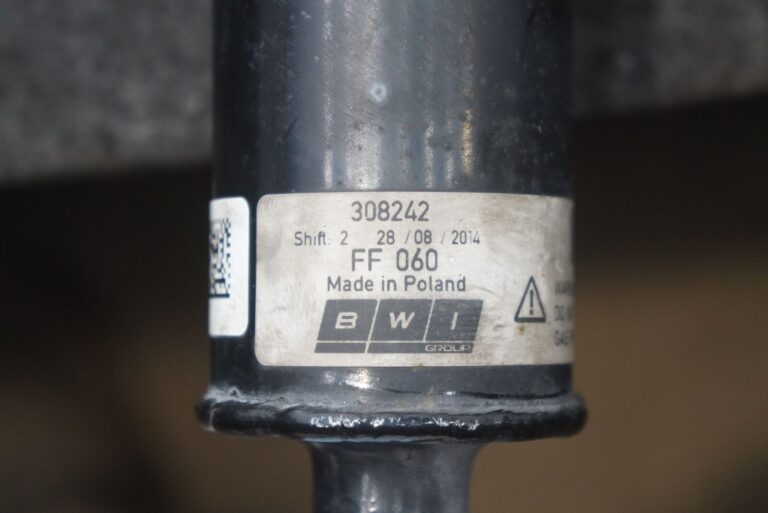 308242
Shift: 2 28 / 08 / 2014
FF 060
Made in Poland
BWI
GROUP